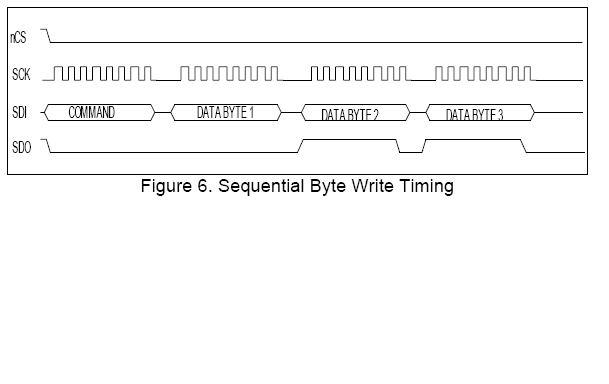 nCS
SCK
SDI COMMAND DATA BYTE 1 DATA BYTE 2 DATA BYTE 3
SDO
Figure 6. Sequential Byte Write Timing